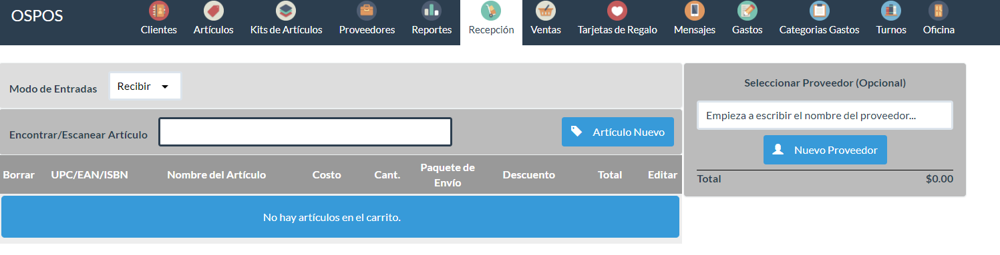 OSPOS
Clientes Artículos Kits de Artículos Proveedores Reportes Recepción Ventas Tarjetas de Regalo Mensajes Gastos Categorias Gastos Turnos Oficina
Modo de Entradas Recibir
Encontrar/Escanear Artículo Artículo Nuevo
Borrar UPC/EAN/ISBN Nombre del Artículo Costo Cant. Paquete de Envío Descuento Total Editar
No hay artículos en el carrito.
Seleccionar Proveedor (Opcional)
Empieza a escribir el nombre del proveedor...
Nuevo Proveedor
Total $0.00